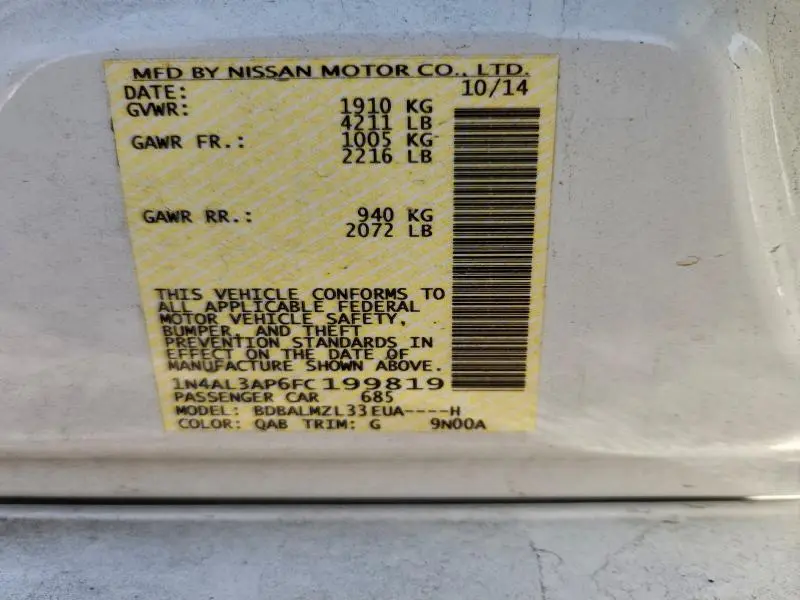 MFD BY NISSAN MOTOR CO., LTD.
DATE: 10/14
GVWR: 1910 KG
4211 LB
GAWR FR.: 1005 KG
2216 LB
GAWR RR.: 940 KG
2072 LB
THIS VEHICLE CONFORMS TO
ALL APPLICABLE FEDERAL
MOTOR VEHICLE SAFETY,
BUMPER, AND THEFT
PREVENTION STANDARDS IN
EFFECT ON THE DATE OF
MANUFACTURE SHOWN ABOVE.
1N4AL3AP6FC199819
PASSENGER CAR 685
MODEL: BDBALMZL33EUA----H
COLOR: QAB TRIM: G 9N00A